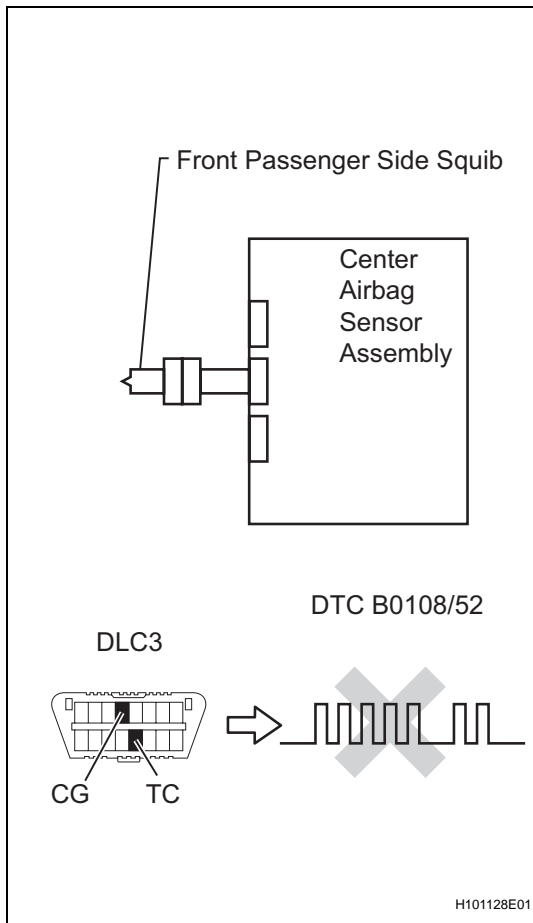 Front Passenger Side Squib
Center
Airbag
Sensor
Assembly
DTC B0108/52
DLC3
CG
TC
H101128E01